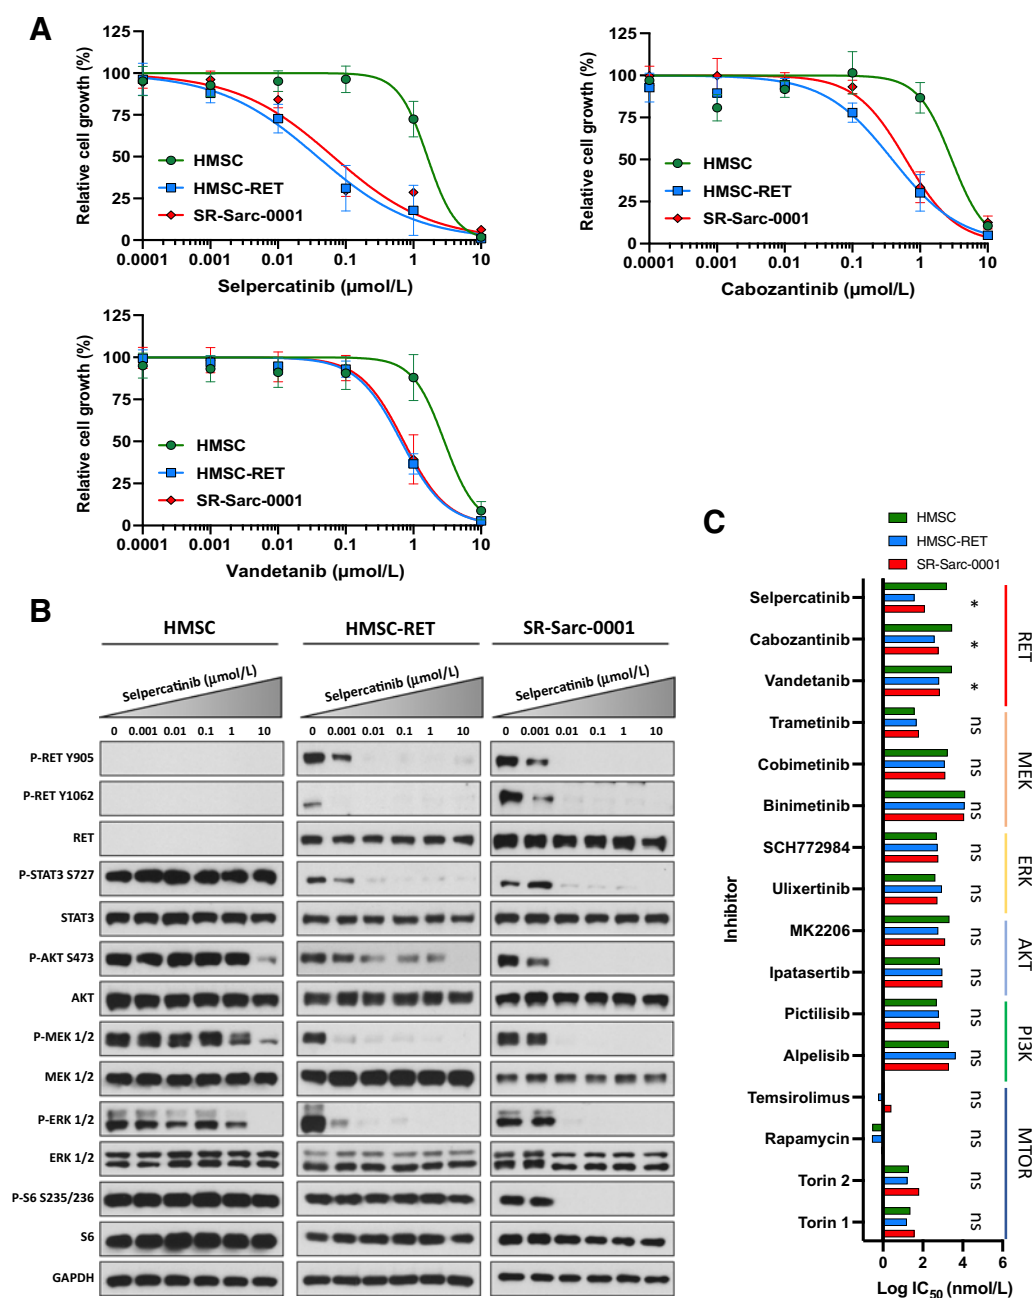 A
125
100
75
50
25
0
Relative cell growth (%)
HMSC
HMSC-RET
SR-Sarc-0001
0.0001 0.001 0.01 0.1 1 10
Selpercatinib (µmol/L)
125
100
75
50
25
0
Relative cell growth (%)
HMSC
HMSC-RET
SR-Sarc-0001
0.0001 0.001 0.01 0.1 1 10
Cabozantinib (µmol/L)
125
100
75
50
25
0
Relative cell growth (%)
HMSC
HMSC-RET
SR-Sarc-0001
0.0001 0.001 0.01 0.1 1 10
Vandetanib (µmol/L)
B
HMSC HMSC-RET SR-Sarc-0001
Selpercatinib (µmol/L) Selpercatinib (µmol/L) Selpercatinib (µmol/L)
0 0.001 0.01 0.1 1 10 0 0.001 0.01 0.1 1 10 0 0.001 0.01 0.1 1 10
P-RET Y905
P-RET Y1062
RET
P-STAT3 S727
STAT3
P-AKT S473
AKT
P-MEK 1/2
MEK 1/2
P-ERK 1/2
ERK 1/2
P-S6 S235/236
S6
GAPDH
C
HMSC
HMSC-RET
SR-Sarc-0001
Inhibitor
Selpercatinib *
Cabozantinib *
Vandetanib *
RET
Trametinib ns
Cobimetinib ns
Binimetinib ns
MEK
SCH772984 ns
Ulixertinib ns
ERK
MK2206 ns
Ipatasertib ns
AKT
Pictilisib ns
Alpelisib ns
PI3K
Temsirolimus ns
Rapamycin ns
Torin 2 ns
Torin 1 ns
MTOR
0 2 4 6
Log IC50 (nmol/L)